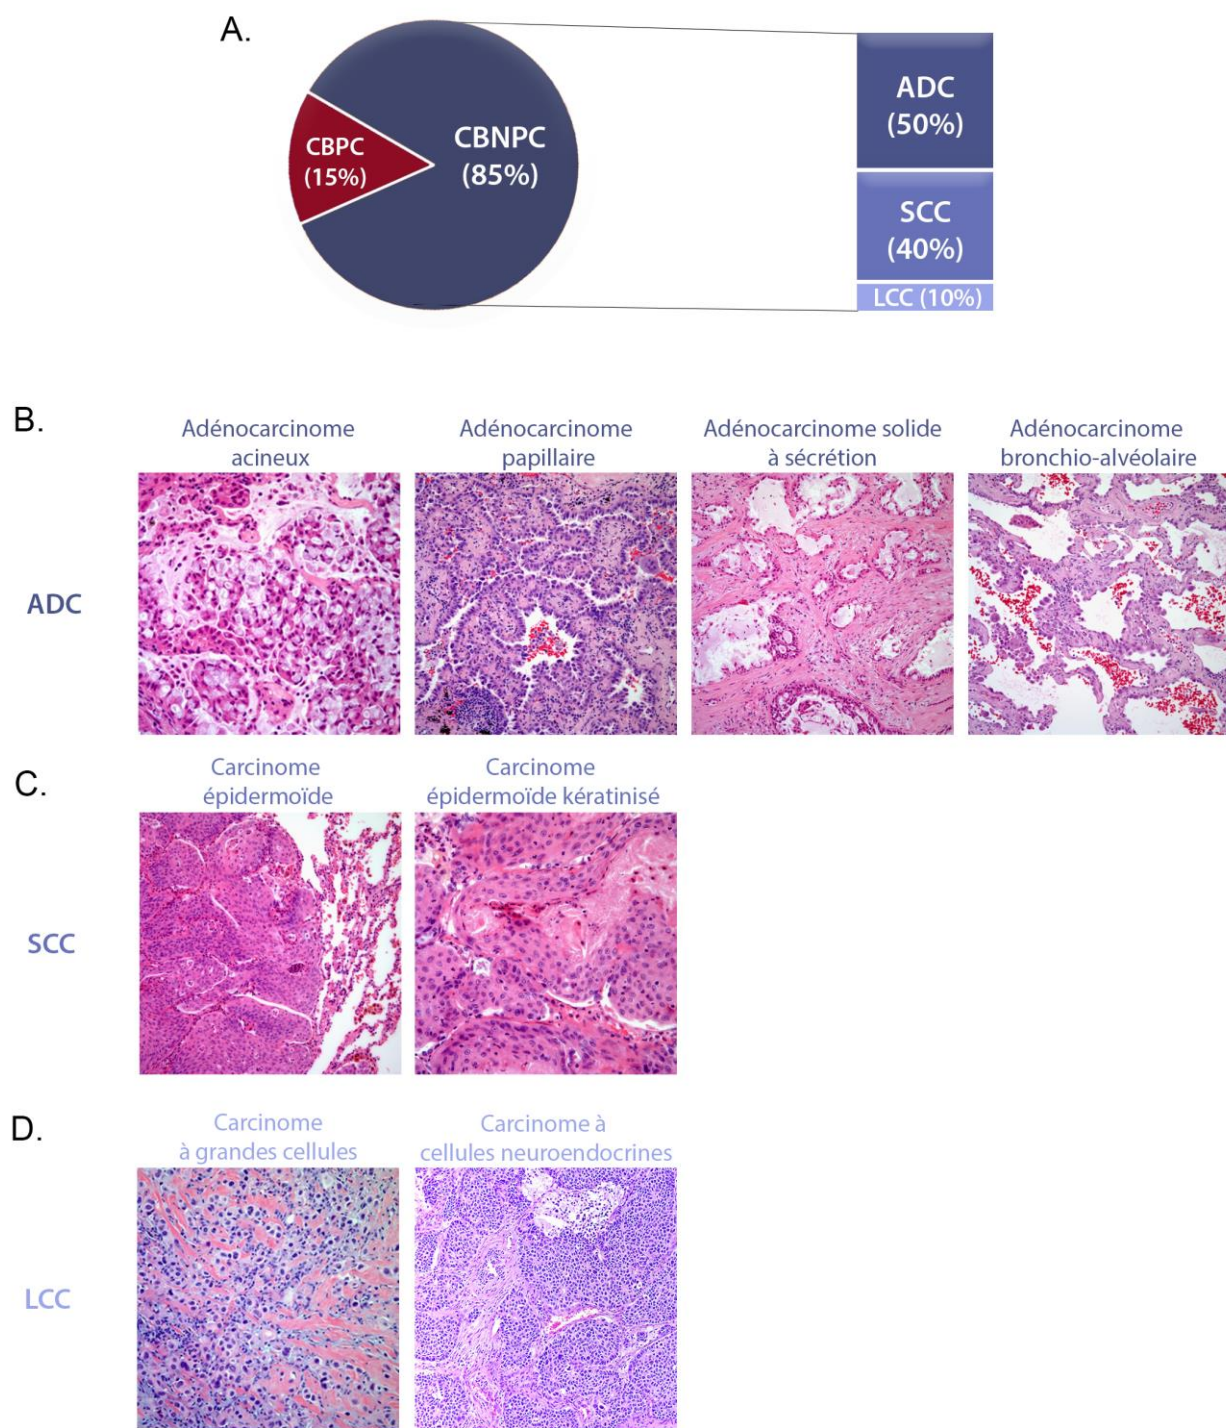 A.
CBPC
(15%)
CBNPC
(85%)
ADC
(50%)
SCC
(40%)
LCC (10%)
B.
Adénocarcinome
acineux
Adénocarcinome
papillaire
Adénocarcinome solide
à sécrétion
Adénocarcinome
bronchio-alvéolaire
ADC
C.
Carcinome
épidermoïde
Carcinome
épidermoïde kératinisé
SCC
D.
Carcinome
à grandes cellules
Carcinome à
cellules neuroendocrines
LCC